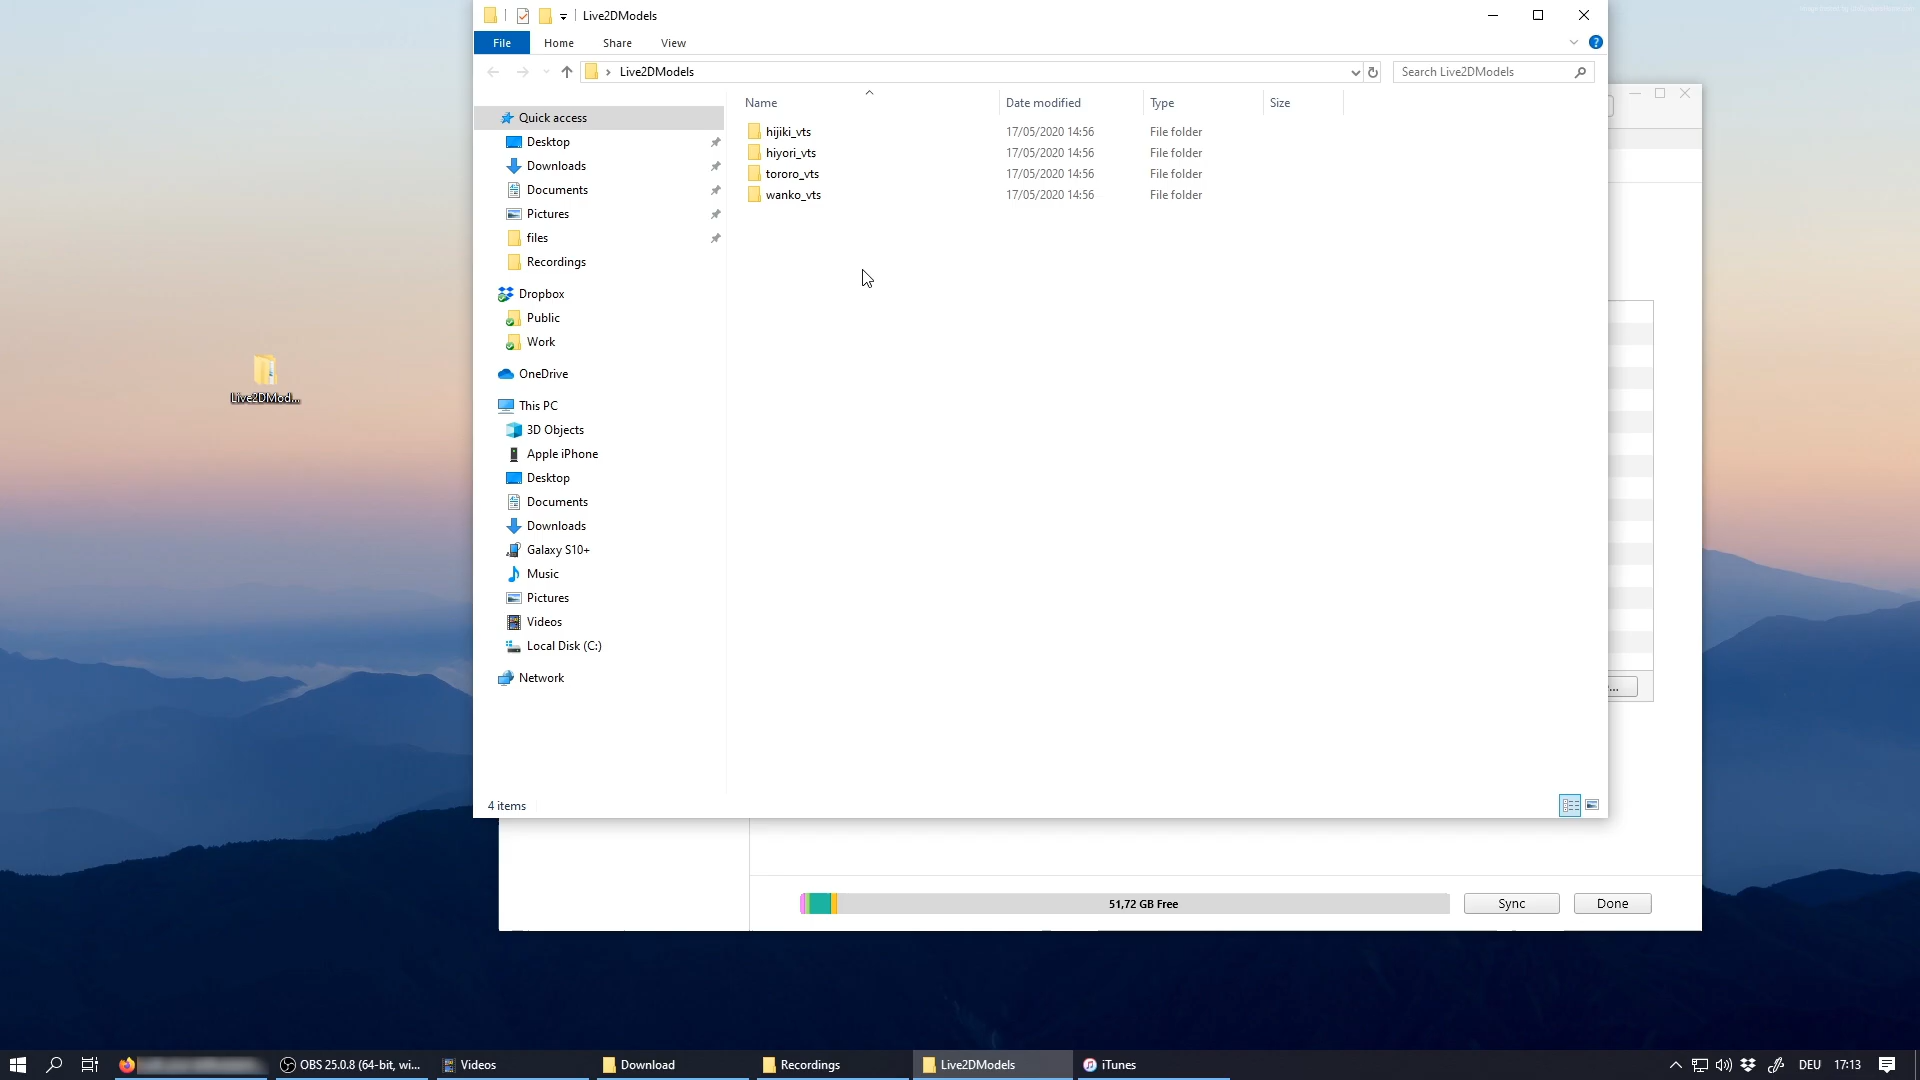 Live2DModels
File
Home
Share
View
?
Live2DModels
Search Live2DModels
Name
Date modified
Type
Size
hijiki_vts
17/05/2020 14:56
File folder
hiyori_vts
17/05/2020 14:56
File folder
tororo_vts
17/05/2020 14:56
File folder
wanko_vts
17/05/2020 14:56
File folder
Quick access
Desktop
Downloads
Documents
Pictures
files
Recordings
Dropbox
Public
Work
OneDrive
This PC
3D Objects
Apple iPhone
Desktop
Documents
Downloads
Galaxy S10+
Music
Pictures
Videos
Local Disk (C:)
Network
4 items
Live2DMod...
...
51,72 GB Free
Sync
Done
OBS 25.0.8 (64-bit, wi...
Videos
Download
Recordings
Live2DModels
iTunes
DEU
17:13